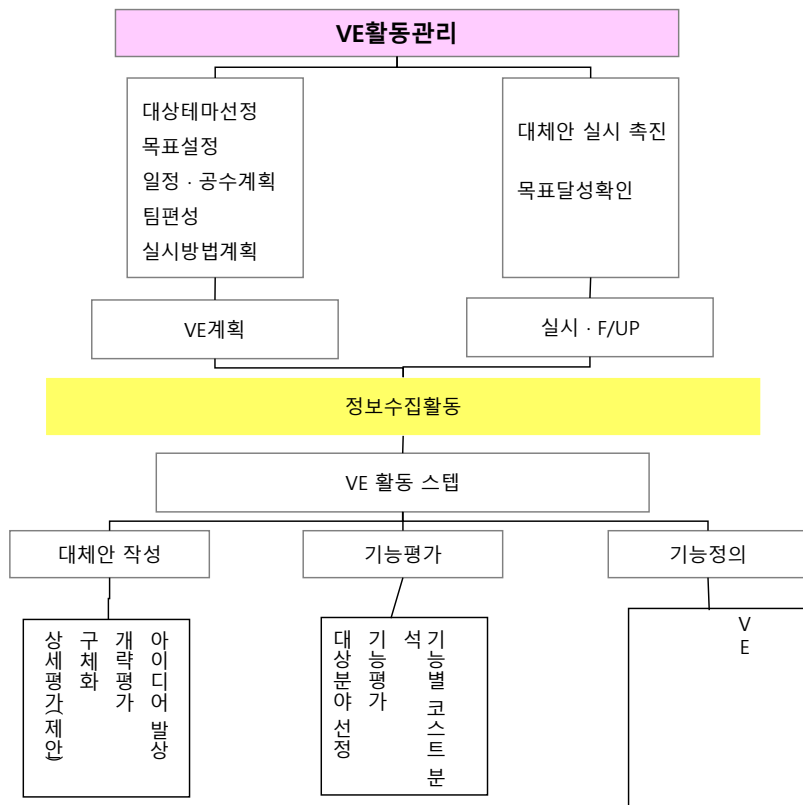 VE활동관리
대상테마선정
목표설정
일정 · 공수계획
팀편성
실시방법계획
대체안 실시 촉진
목표달성확인
VE계획
실시 · F/UP
정보수집활동
VE 활동 스텝
대체안 작성
기능평가
기능정의
아이디어 발상
개략평가
구체화
상세평가(제안)
기능별 코스트 분
석
기능평가
대상분야 선정
VE